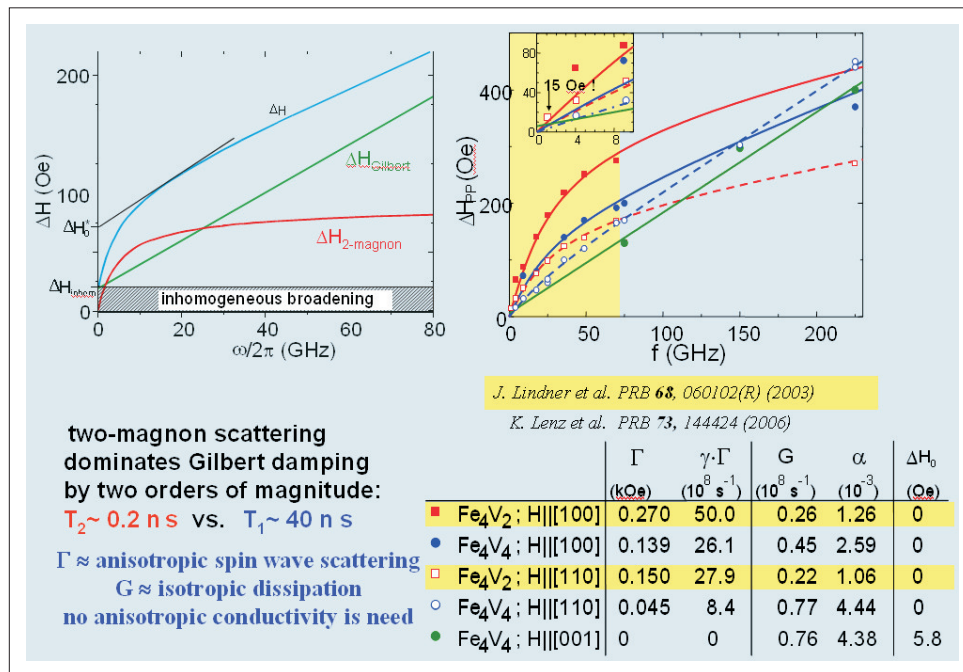 200
100
0
ΔH (Oe)
ΔH*0
ΔHinhom
ΔH
ΔHGilbert
ΔH2-magnon
inhomogeneous broadening
0 20 40 60 80
ω/2π (GHz)
80
40
0
15 Oe !
0 4 8
400
200
0
ΔHPP (Oe)
0 50 75 100 150 200
f (GHz)
J. Lindner et al. PRB 68, 060102(R) (2003)
K. Lenz et al. PRB 73, 144424 (2006)
two-magnon scattering
dominates Gilbert damping
by two orders of magnitude:
T2~ 0.2 n s vs. T1~ 40 n s
Γ ≈ anisotropic spin wave scattering
G ≈ isotropic dissipation
no anisotropic conductivity is need
Γ γ·Γ G α ΔH0
(kOe) (10^8 s^-1) (10^8 s^-1) (10^-3) (Oe)
Fe4V2 ; H||[100] 0.270 50.0 0.26 1.26 0
Fe4V4 ; H||[100] 0.139 26.1 0.45 2.59 0
Fe4V2 ; H||[110] 0.150 27.9 0.22 1.06 0
Fe4V4 ; H||[110] 0.045 8.4 0.77 4.44 0
Fe4V4 ; H||[001] 0 0 0.76 4.38 5.8